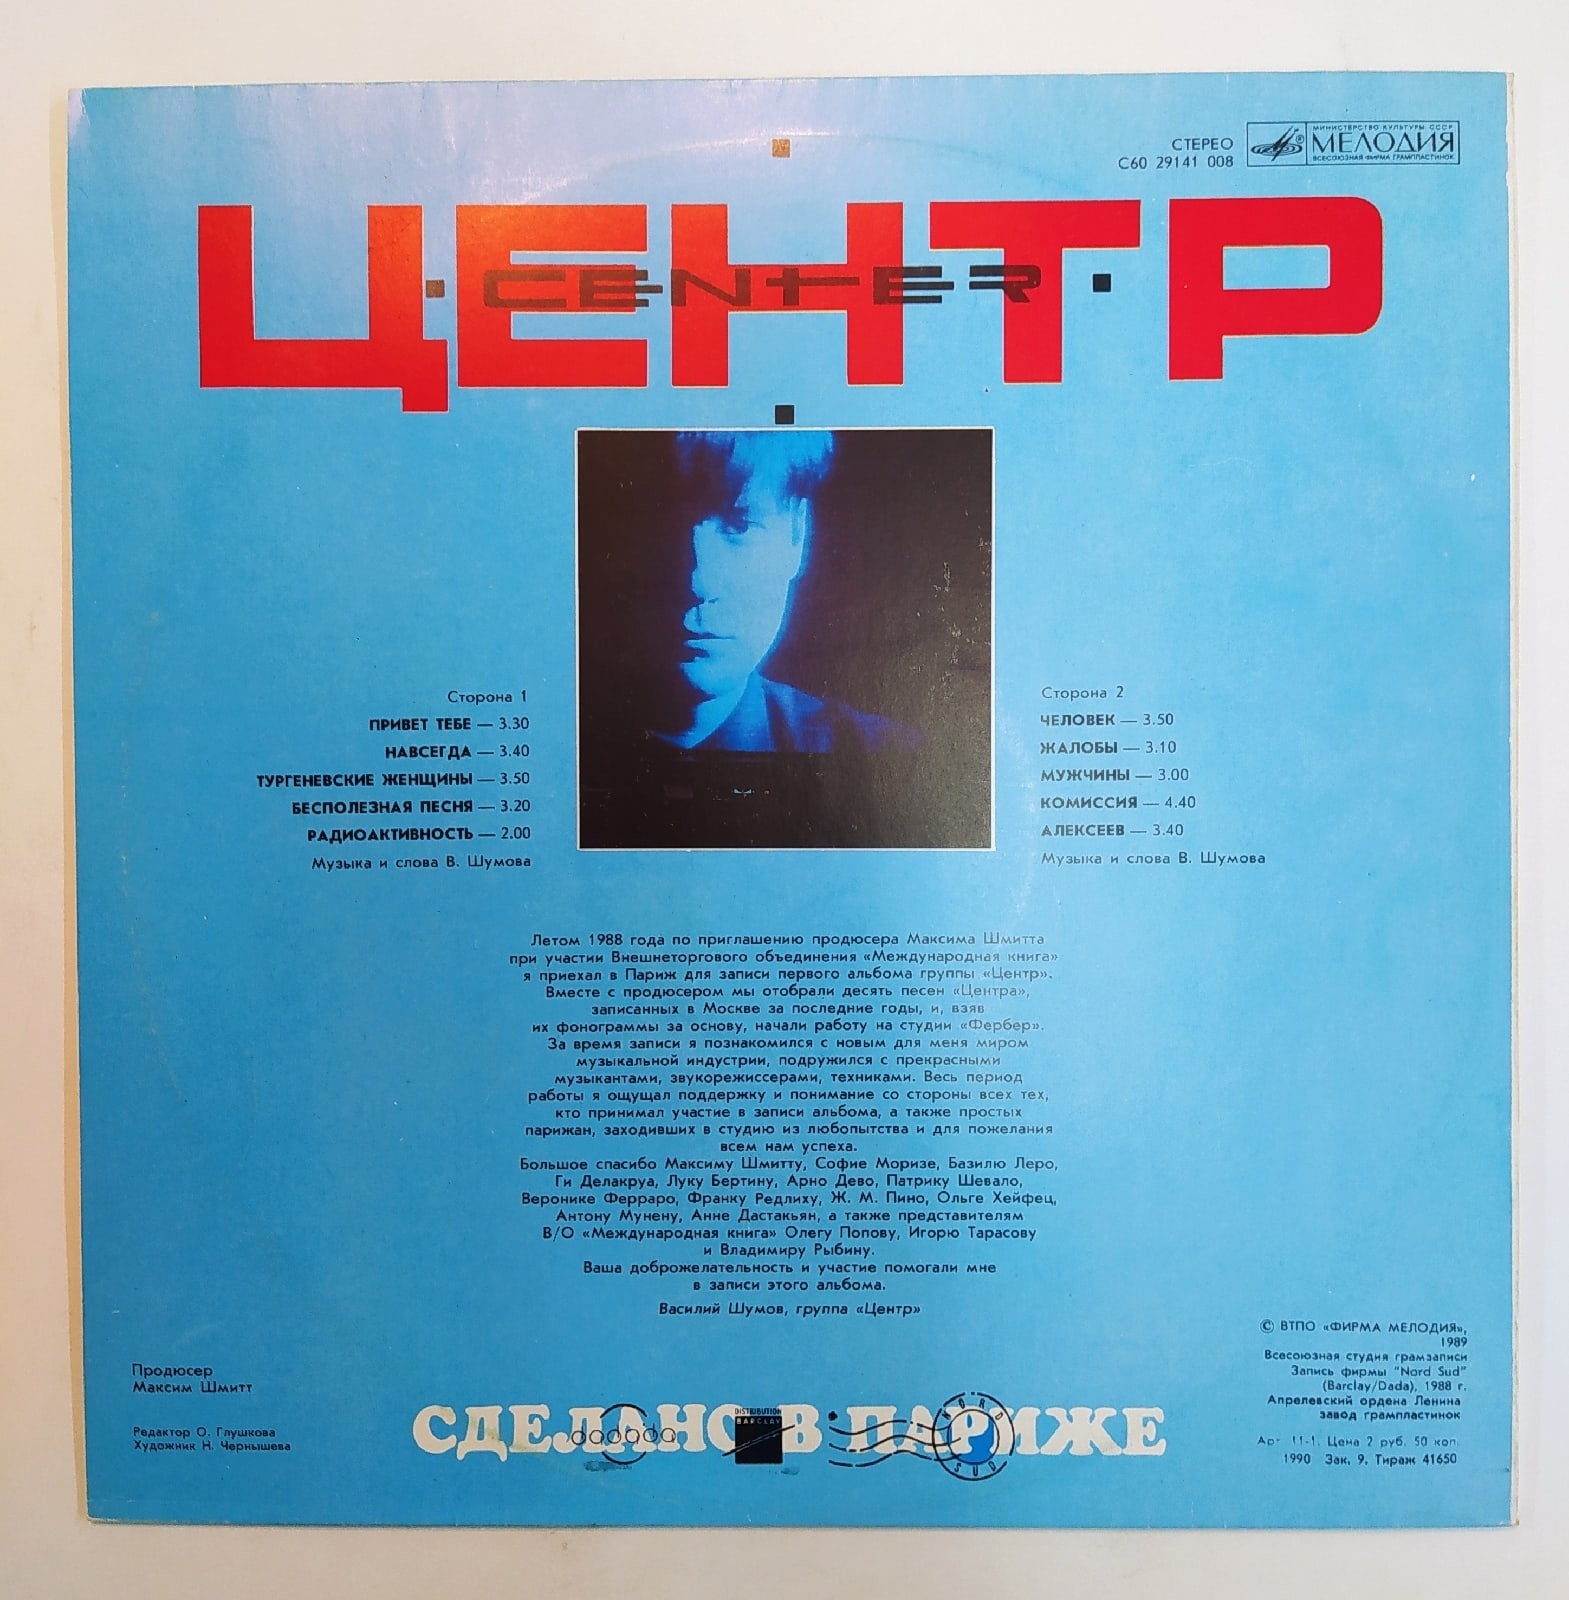 СТЕРЕО
С60 29141 008
МИНИСТЕРСТВО КУЛЬТУРЫ СССР
МЕЛОДИЯ
ВСЕСОЮЗНАЯ ФИРМА ГРАМПЛАСТИНОК
ЦЕНТР
CENTER
Сторона 1
ПРИВЕТ ТЕБЕ — 3.30
НАВСЕГДА — 3.40
ТУРГЕНЕВСКИЕ ЖЕНЩИНЫ — 3.50
БЕСПОЛЕЗНАЯ ПЕСНЯ — 3.20
РАДИОАКТИВНОСТЬ — 2.00
Музыка и слова В. Шумова
Сторона 2
ЧЕЛОВЕК — 3.50
ЖАЛОБЫ — 3.10
МУЖЧИНЫ — 3.00
КОМИССИЯ — 4.40
АЛЕКСЕЕВ — 3.40
Музыка и слова В. Шумова
Летом 1988 года по приглашению продюсера Максима Шмитта
при участии Внешнеторгового объединения «Международная книга»
я приехал в Париж для записи первого альбома группы «Центр».
Вместе с продюсером мы отобрали десять песен «Центра»,
записанных в Москве за последние годы, и, взяв
их фонограммы за основу, начали работу на студии «Фербер».
За время записи я познакомился с новым для меня миром
музыкальной индустрии, подружился с прекрасными
музыкантами, звукорежиссерами, техниками. Весь период
работы я ощущал поддержку и понимание со стороны всех тех,
кто принимал участие в записи альбома, а также простых
парижан, заходивших в студию из любопытства и для пожелания
всем нам успеха.
Большое спасибо Максиму Шмитту, Софие Моризе, Базилю Леро,
Ги Делакруа, Луку Бертину, Арно Дево, Патрику Шевало,
Веронике Ферраро, Франку Редлиху, Ж. М. Пино, Ольге Хейфец,
Антону Мунену, Анне Дастакьян, а также представителям
В/О «Международная книга» Олегу Попову, Игорю Тарасову
и Владимиру Рыбину.
Ваша доброжелательность и участие помогали мне
в записи этого альбома.
Василий Шумов, группа «Центр»
Продюсер
Максим Шмитт
Редактор О. Глушкова
Художник Н. Чернышева
СДЕЛАНО В ПАРИЖЕ
dadada
DISTRIBUTION
BARCLAY
NORD
SUD
© ВТПО «ФИРМА МЕЛОДИЯ»,
1989
Всесоюзная студия грамзаписи
Запись фирмы "Nord Sud"
(Barclay/Dada), 1988 г.
Апрелевский ордена Ленина
завод грампластинок
Арт 11-1. Цена 2 руб. 50 коп.
1990 Зак. 9. Тираж 41650